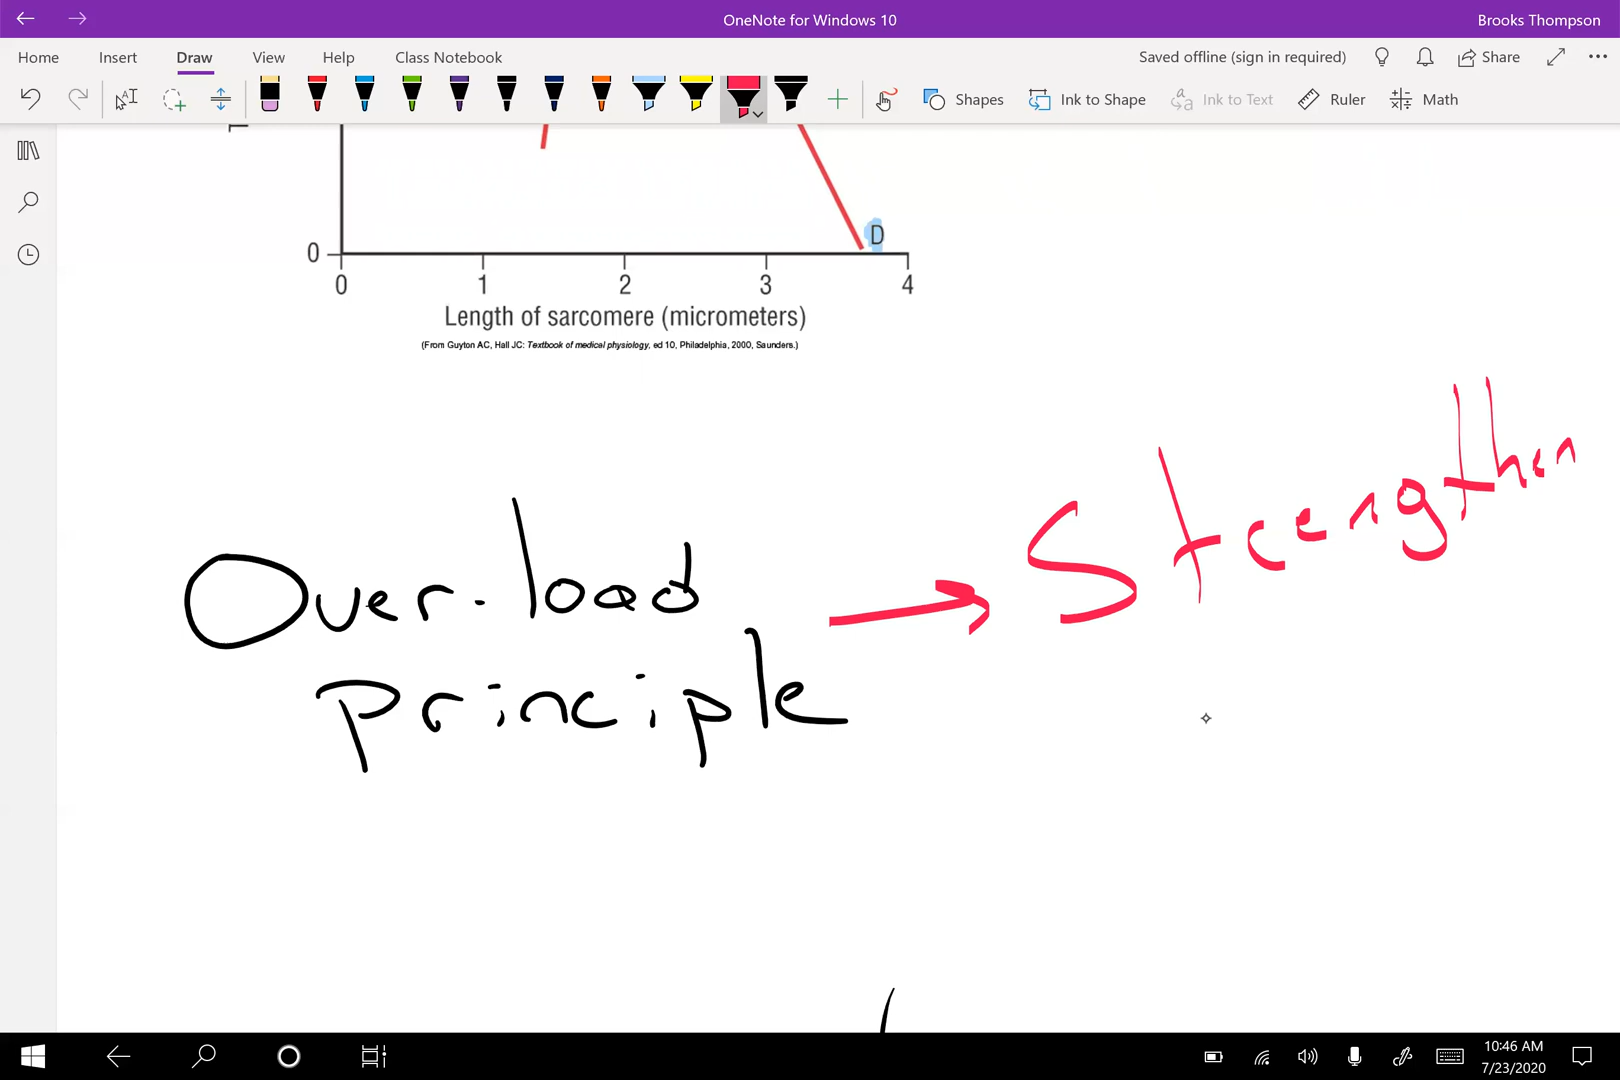 OneNote for Windows 10
Brooks Thompson
Home Insert Draw View Help Class Notebook
Saved offline (sign in required) Share
Shapes Ink to Shape Ink to Text Ruler Math
D
0
0 1 2 3 4
Length of sarcomere (micrometers)
(From Guyton AC, Hall JC: Textbook of medical physiology, ed 10, Philadelphia, 2000, Saunders.)
Over-load
principle
Strengthen
10:46 AM
7/23/2020